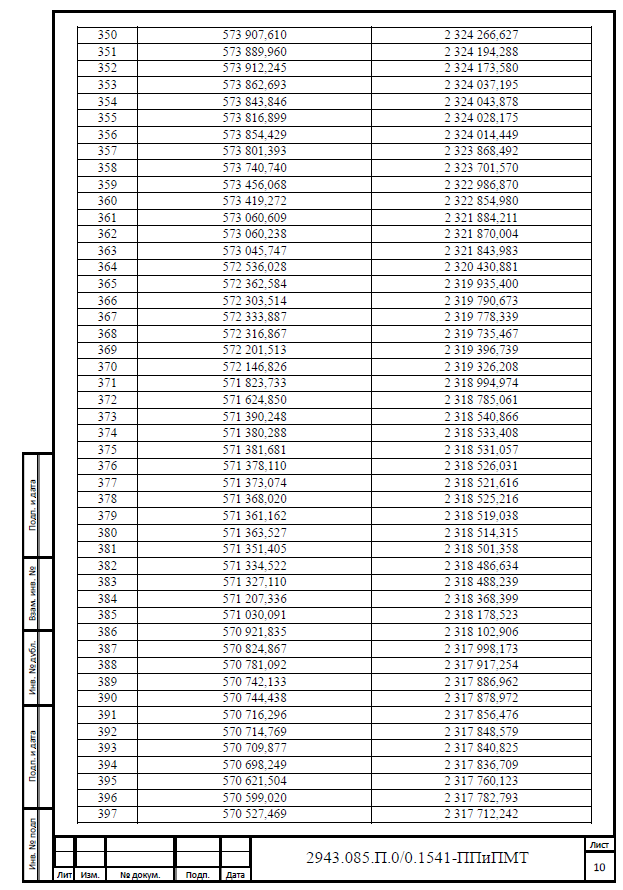 350 573 907,610 2 324 266,627
351 573 889,960 2 324 194,288
352 573 912,245 2 324 173,580
353 573 862,693 2 324 037,195
354 573 843,846 2 324 043,878
355 573 816,899 2 324 028,175
356 573 854,429 2 324 014,449
357 573 801,393 2 323 868,492
358 573 740,740 2 323 701,570
359 573 456,068 2 322 986,870
360 573 419,272 2 322 854,980
361 573 060,609 2 321 884,211
362 573 060,238 2 321 870,004
363 573 045,747 2 321 843,983
364 572 536,028 2 320 430,881
365 572 362,584 2 319 935,400
366 572 303,514 2 319 790,673
367 572 333,887 2 319 778,339
368 572 316,867 2 319 735,467
369 572 201,513 2 319 396,739
370 572 146,826 2 319 326,208
371 571 823,733 2 318 994,974
372 571 624,850 2 318 785,061
373 571 390,248 2 318 540,866
374 571 380,288 2 318 533,408
375 571 381,681 2 318 531,057
376 571 378,110 2 318 526,031
377 571 373,074 2 318 521,616
378 571 368,020 2 318 525,216
379 571 361,162 2 318 519,038
380 571 363,527 2 318 514,315
381 571 351,405 2 318 501,358
382 571 334,522 2 318 486,634
383 571 327,110 2 318 488,239
384 571 207,336 2 318 368,399
385 571 030,091 2 318 178,523
386 570 921,835 2 318 102,906
387 570 824,867 2 317 998,173
388 570 781,092 2 317 917,254
389 570 742,133 2 317 886,962
390 570 744,438 2 317 878,972
391 570 716,296 2 317 856,476
392 570 714,769 2 317 848,579
393 570 709,877 2 317 840,825
394 570 698,249 2 317 836,709
395 570 621,504 2 317 760,123
396 570 599,020 2 317 782,793
397 570 527,469 2 317 712,242
Подп. и дата
Взам. инв. №
Инв. № дубл.
Подп. и дата
Инв. № подп
Лит Изм. № докум. Подп. Дата
2943.085.П.0/0.1541-ППиПМТ
Лист
10